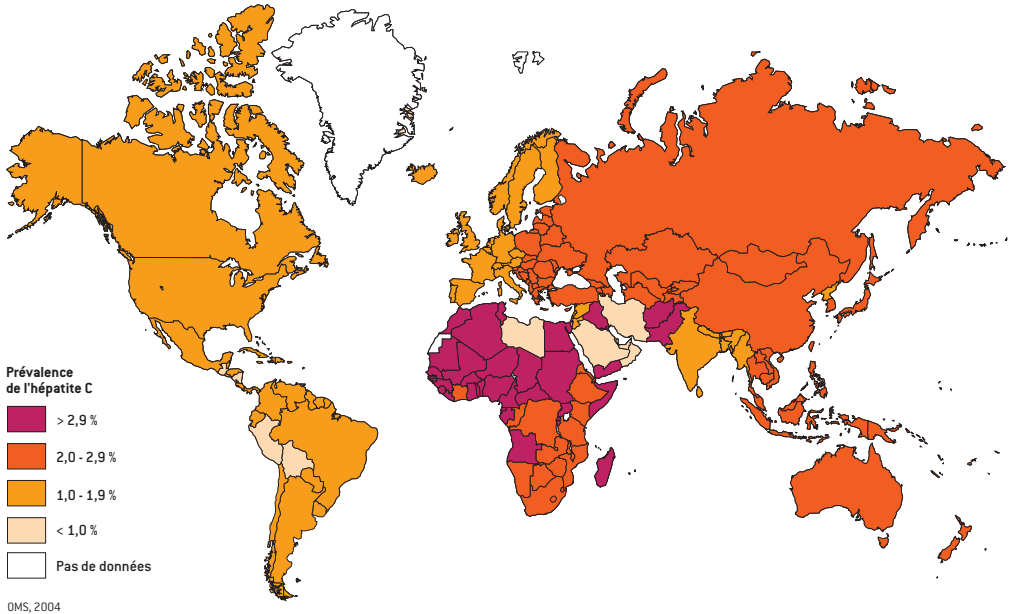 Prévalence
de l'hépatite C
> 2,9 %
2,0 - 2,9 %
1,0 - 1,9 %
< 1,0 %
Pas de données
OMS, 2004